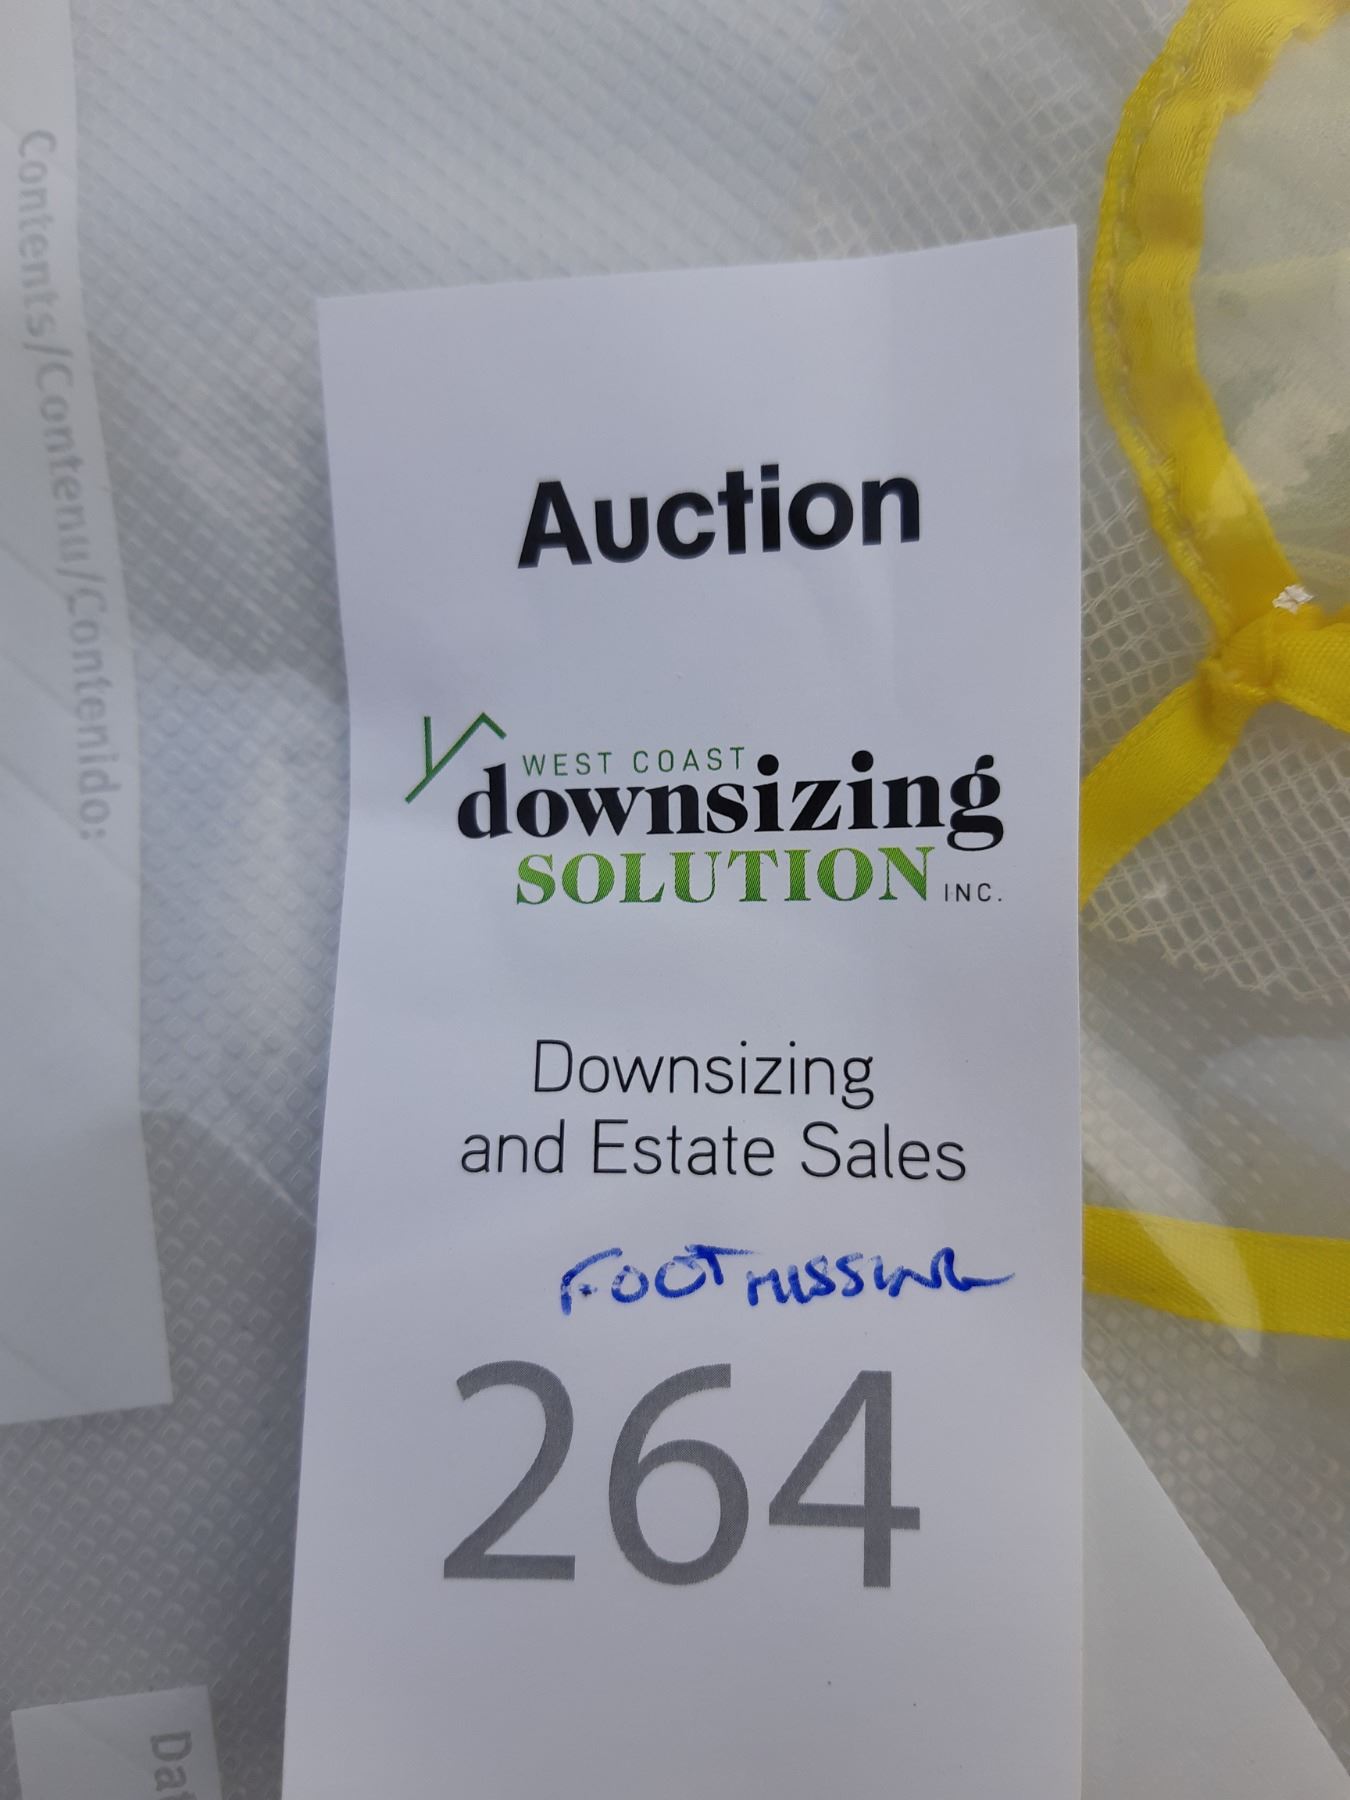 Contents/Contenu/Contenido:
Auction
WEST COAST
downsizing
SOLUTION INC.
Downsizing
and Estate Sales
FOOT MISSING
264